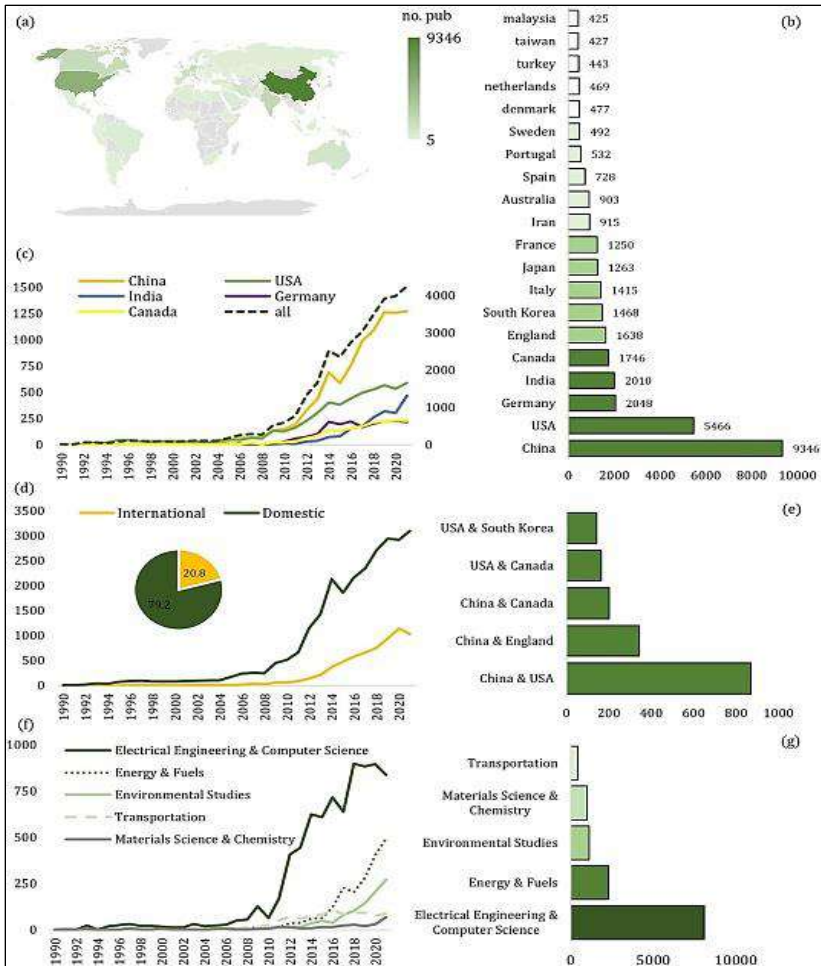 (a)
no. pub
9346
5
(b)
malaysia 425
taiwan 427
turkey 443
netherlands 469
denmark 477
Sweden 492
Portugal 532
Spain 728
Australia 903
Iran 915
France 1250
Japan 1263
Italy 1415
South Korea 1468
England 1638
Canada 1746
India 2010
Germany 2048
USA 5466
China 9346
0 2000 4000 6000 8000 10000
(c)
China USA
India Germany
Canada all
1500
1250
1000
750
500
250
0
4000
3000
2000
1000
0
1990 1992 1994 1996 1998 2000 2002 2004 2006 2008 2010 2012 2014 2016 2018 2020
(d)
International Domestic
3500
3000
2500
2000
1500
1000
500
0
20.8
79.2
1990 1992 1994 1996 1998 2000 2002 2004 2006 2008 2010 2012 2014 2016 2018 2020
(e)
USA & South Korea
USA & Canada
China & Canada
China & England
China & USA
0 200 400 600 800 1000
(f)
1000
750
500
250
0
Electrical Engineering & Computer Science
Energy & Fuels
Environmental Studies
Transportation
Materials Science & Chemistry
1990 1992 1994 1996 1998 2000 2002 2004 2006 2008 2010 2012 2014 2016 2018 2020
(g)
Transportation
Materials Science &
Chemistry
Environmental Studies
Energy & Fuels
Electrical Engineering &
Computer Science
0 5000 10000